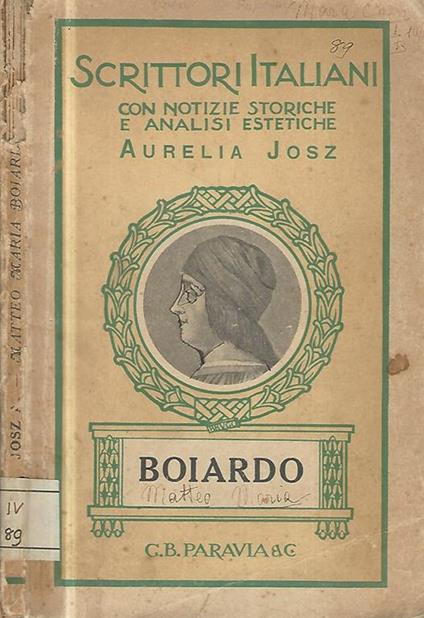 89
SCRITTORI ITALIANI
CON NOTIZIE STORICHE
E ANALISI ESTETICHE
AURELIA JOSZ
BOIARDO
Matteo Maria
G. B. PARAVIA & C
JOSZ
MATTEO MARIA BOIARDO
IV
89